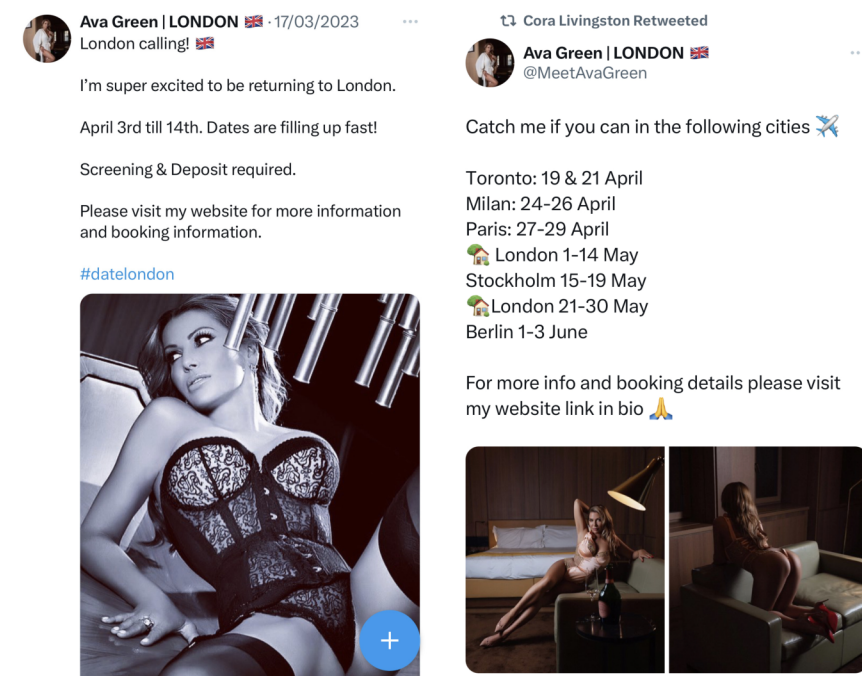 Ava Green | LONDON 🇬🇧 · 17/03/2023
London calling! 🇬🇧
I'm super excited to be returning to London.
April 3rd till 14th. Dates are filling up fast!
Screening & Deposit required.
Please visit my website for more information
and booking information.
#datelondon
Cora Livingston Retweeted
Ava Green | LONDON 🇬🇧
@MeetAvaGreen
Catch me if you can in the following cities ✈️
Toronto: 19 & 21 April
Milan: 24-26 April
Paris: 27-29 April
🏡 London 1-14 May
Stockholm 15-19 May
🏡London 21-30 May
Berlin 1-3 June
For more info and booking details please visit
my website link in bio 🙏